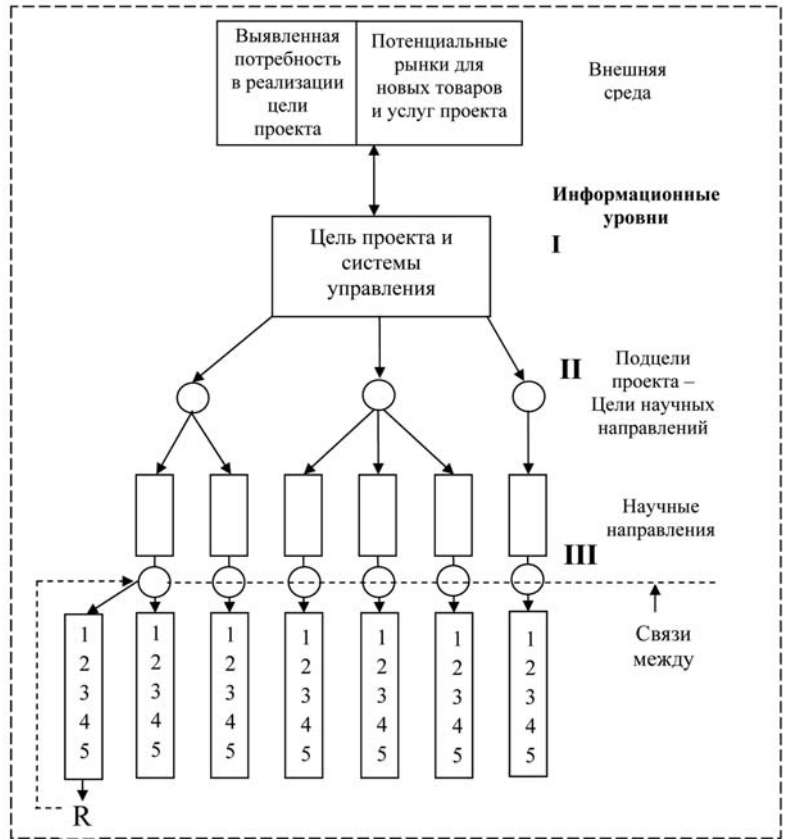 Выявленная
потребность
в реализации
цели
проекта
Потенциальные
рынки для
новых товаров
и услуг проекта
Внешняя
среда
Информационные
уровни
I
Цель проекта и
системы
управления
II
Подцели
проекта –
Цели научных
направлений
Научные
направления
III
Связи
между
1
2
3
4
5
1
2
3
4
5
1
2
3
4
5
1
2
3
4
5
1
2
3
4
5
1
2
3
4
5
1
2
3
4
5
R